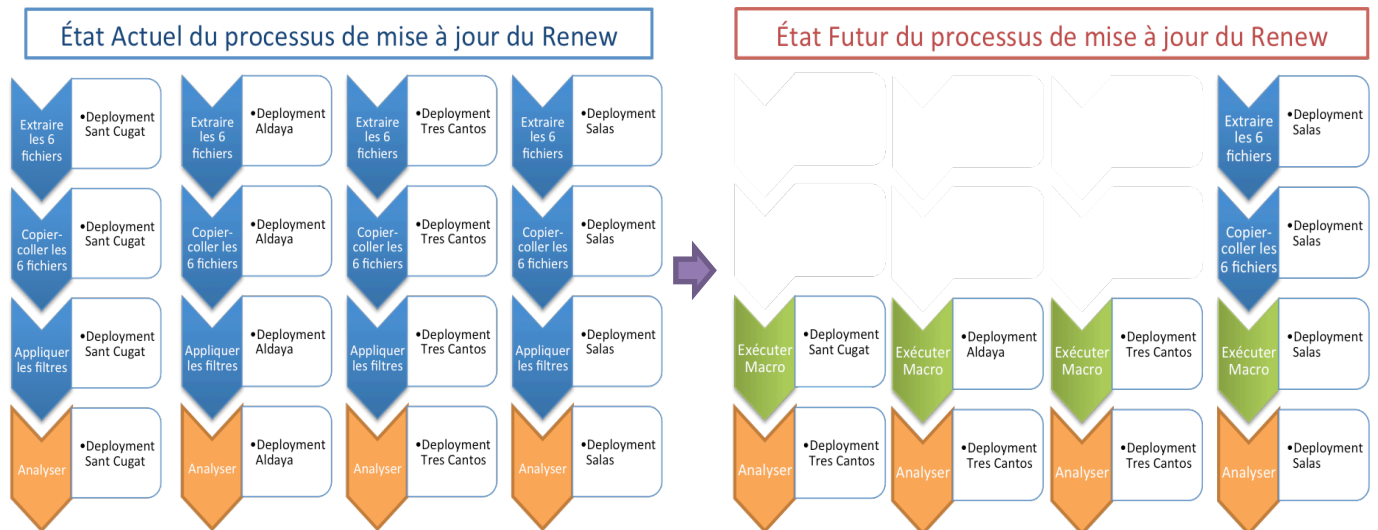 État Actuel du processus de mise à jour du Renew
Extraire
les 6
fichiers
•Deployment
Sant Cugat
Extraire
les 6
fichiers
•Deployment
Aldaya
Extraire
les 6
fichiers
•Deployment
Tres Cantos
Extraire
les 6
fichiers
•Deployment
Salas
Copier-
coller les
6 fichiers
•Deployment
Sant Cugat
Copier-
coller les
6 fichiers
•Deployment
Aldaya
Copier-
coller les
6 fichiers
•Deployment
Tres Cantos
Copier-
coller les
6 fichiers
•Deployment
Salas
Appliquer
les filtres
•Deployment
Sant Cugat
Appliquer
les filtres
•Deployment
Aldaya
Appliquer
les filtres
•Deployment
Tres Cantos
Appliquer
les filtres
•Deployment
Salas
Analyser
•Deployment
Sant Cugat
Analyser
•Deployment
Aldaya
Analyser
•Deployment
Tres Cantos
Analyser
•Deployment
Salas
État Futur du processus de mise à jour du Renew
Extraire
les 6
fichiers
•Deployment
Salas
Copier-
coller les
6 fichiers
•Deployment
Salas
Exécuter
Macro
•Deployment
Sant Cugat
Exécuter
Macro
•Deployment
Aldaya
Exécuter
Macro
•Deployment
Tres Cantos
Exécuter
Macro
•Deployment
Salas
Analyser
•Deployment
Tres Cantos
Analyser
•Deployment
Tres Cantos
Analyser
•Deployment
Tres Cantos
Analyser
•Deployment
Salas